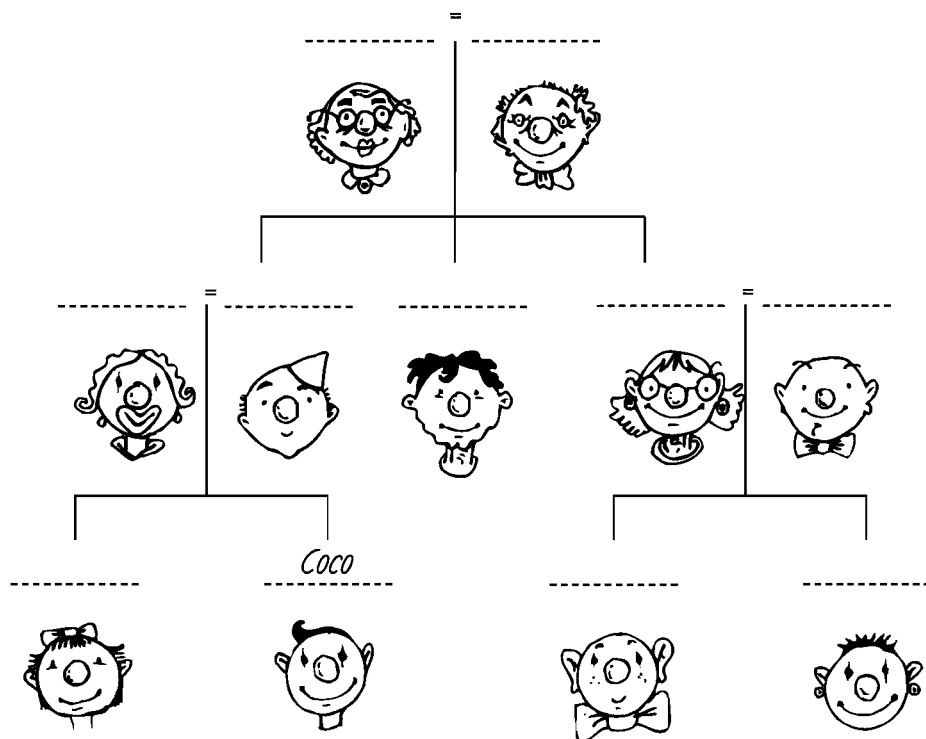 =
= =
Coco